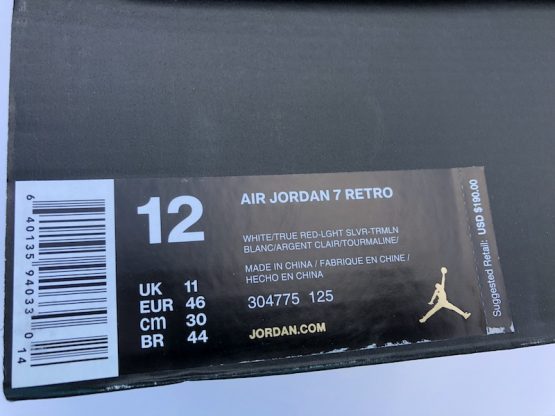 6 40135 94033 0 14
12
UK 11
EUR 46
CM 30
BR 44
AIR JORDAN 7 RETRO
WHITE/TRUE RED-LGHT SLVR-TRMLN
BLANC/ARGENT CLAIR/TOURMALINE/
MADE IN CHINA / FABRIQUE EN CHINE /
HECHO EN CHINA
304775 125
JORDAN.COM
Suggested Retail: USD $190.00